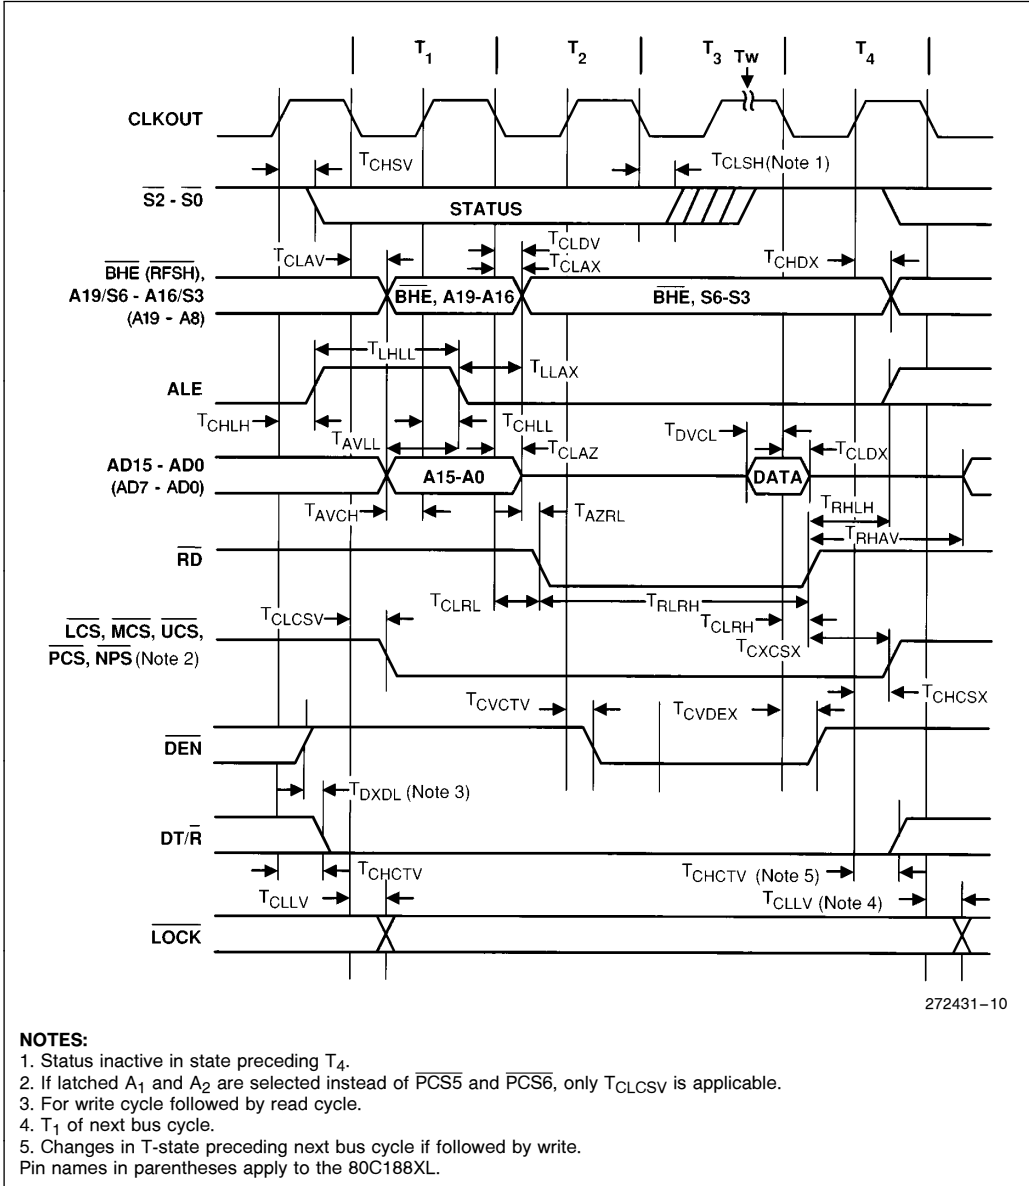 T1 T2 T3 Tw T4
CLKOUT
TCHSV TCLSH (Note 1)
S2 - S0
STATUS
TCLDV
TCLAV TCLAX TCHDX
BHE (RFSH),
A19/S6 - A16/S3
(A19 - A8)
BHE, A19-A16 BHE, S6-S3
TLHLL
TLLAX
ALE
TCHLH TCHLL
TAVLL TCLAZ TDVCL TCLDX
AD15 - AD0
(AD7 - AD0)
A15-A0 DATA
TRHLH
TAVCH TAZRL
TRHAV
RD
TCLRL TRLRH
TCLCSV TCLRH
LCS, MCS, UCS,
PCS, NPS (Note 2)
TCXCSX
TCHCSX
TCVCTV TCVDEX
DEN
TDXDL (Note 3)
DT/R
TCHCTV TCHCTV (Note 5)
TCLLV TCLLV (Note 4)
LOCK
272431–10
NOTES:
1. Status inactive in state preceding T4.
2. If latched A1 and A2 are selected instead of PCS5 and PCS6, only TCLCSV is applicable.
3. For write cycle followed by read cycle.
4. T1 of next bus cycle.
5. Changes in T-state preceding next bus cycle if followed by write.
Pin names in parentheses apply to the 80C188XL.